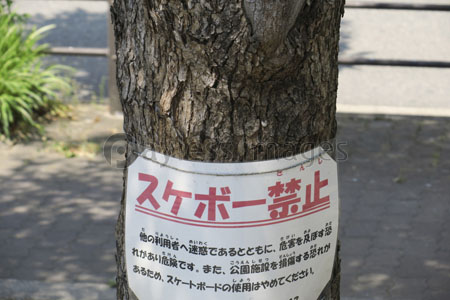 スケボー禁止
他の利用者へ迷惑であるとともに、危害を及ぼす恐
れがあり危険です。また、公園施設を損傷する恐れが
あるため、スケートボードの使用はやめてください。